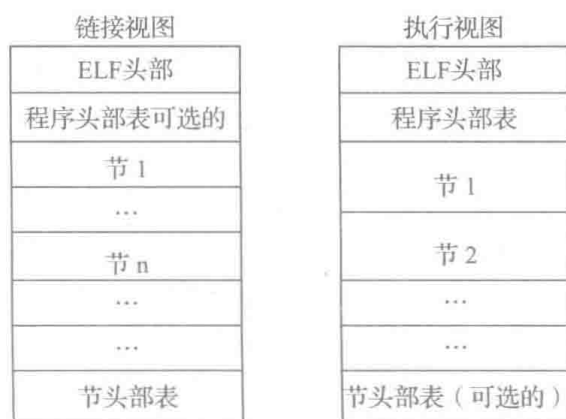 链接视图
ELF头部
程序头部表可选的
节 1
…
节 n
…
…
节头部表
执行视图
ELF头部
程序头部表
节 1
节 2
…
…
节头部表（可选的）